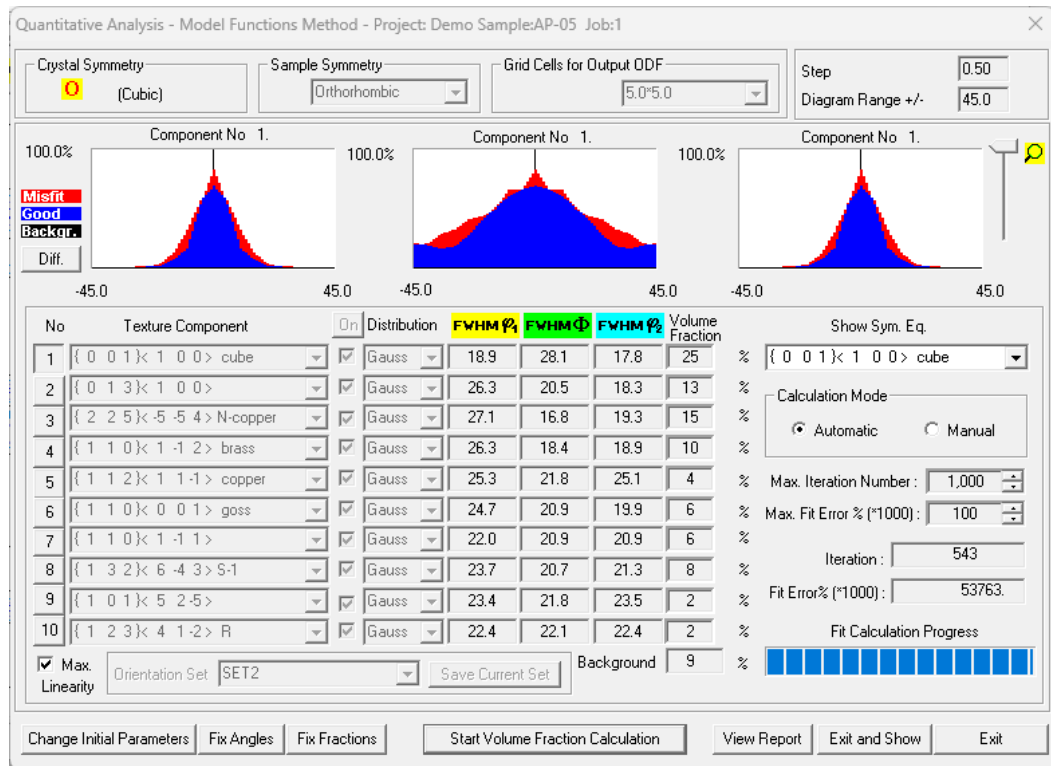 Quantitative Analysis - Model Functions Method - Project: Demo Sample:AP-05 Job:1
Crystal Symmetry
O (Cubic)
Sample Symmetry
Orthorhombic
Grid Cells for Output ODF
5.0*5.0
Step 0.50
Diagram Range +/- 45.0
Component No 1.
Component No 1.
Component No 1.
100.0%
100.0%
100.0%
Misfit
Good
Backgr.
Diff.
-45.0 45.0
-45.0 45.0
-45.0 45.0
No Texture Component On Distribution FWHM φ1 FWHM Φ FWHM φ2 Volume Fraction
1 { 0 0 1}< 1 0 0> cube Gauss 18.9 28.1 17.8 25 %
2 { 0 1 3}< 1 0 0> Gauss 26.3 20.5 18.3 13 %
3 { 2 2 5}< -5 -5 4> N-copper Gauss 27.1 16.8 19.3 15 %
4 { 1 1 0}< 1 -1 2> brass Gauss 26.3 18.4 18.9 10 %
5 { 1 1 2}< 1 1 -1> copper Gauss 25.3 21.8 25.1 4 %
6 { 1 1 0}< 0 0 1> goss Gauss 24.7 20.9 19.9 6 %
7 { 1 1 0}< 1 -1 1> Gauss 22.0 20.9 20.9 6 %
8 { 1 3 2}< 6 -4 3> S-1 Gauss 23.7 20.7 21.3 8 %
9 { 1 0 1}< 5 2 -5> Gauss 23.4 21.8 23.5 2 %
10 { 1 2 3}< 4 1 -2> R Gauss 22.4 22.1 22.4 2 %
Background 9 %
Max. Linearity
Orientation Set SET2 Save Current Set
Show Sym. Eq.
{ 0 0 1}< 1 0 0> cube
Calculation Mode
Automatic Manual
Max. Iteration Number : 1,000
Max. Fit Error % (*1000) : 100
Iteration : 543
Fit Error% (*1000) : 53763.
Fit Calculation Progress
Change Initial Parameters Fix Angles Fix Fractions Start Volume Fraction Calculation View Report Exit and Show Exit